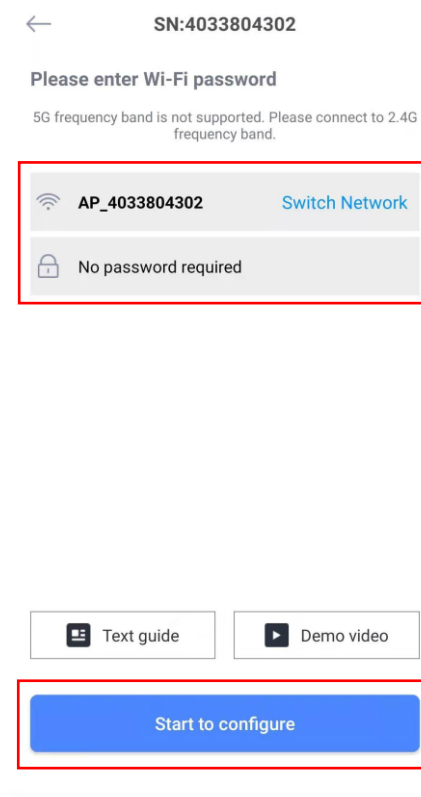 SN:4033804302
Please enter Wi-Fi password
5G frequency band is not supported. Please connect to 2.4G
frequency band.
AP_4033804302 Switch Network
No password required
Text guide Demo video
Start to configure